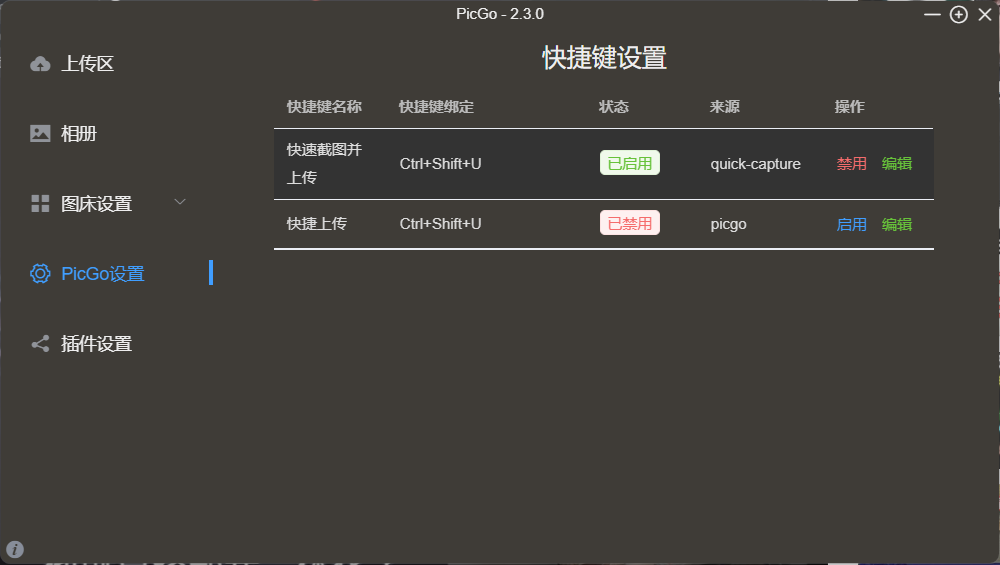 PicGo - 2.3.0
上传区
相册
图床设置
PicGo设置
插件设置
快捷键设置
快捷键名称 快捷键绑定 状态 来源 操作
快速截图并
上传 Ctrl+Shift+U 已启用 quick-capture 禁用 编辑
快捷上传 Ctrl+Shift+U 已禁用 picgo 启用 编辑